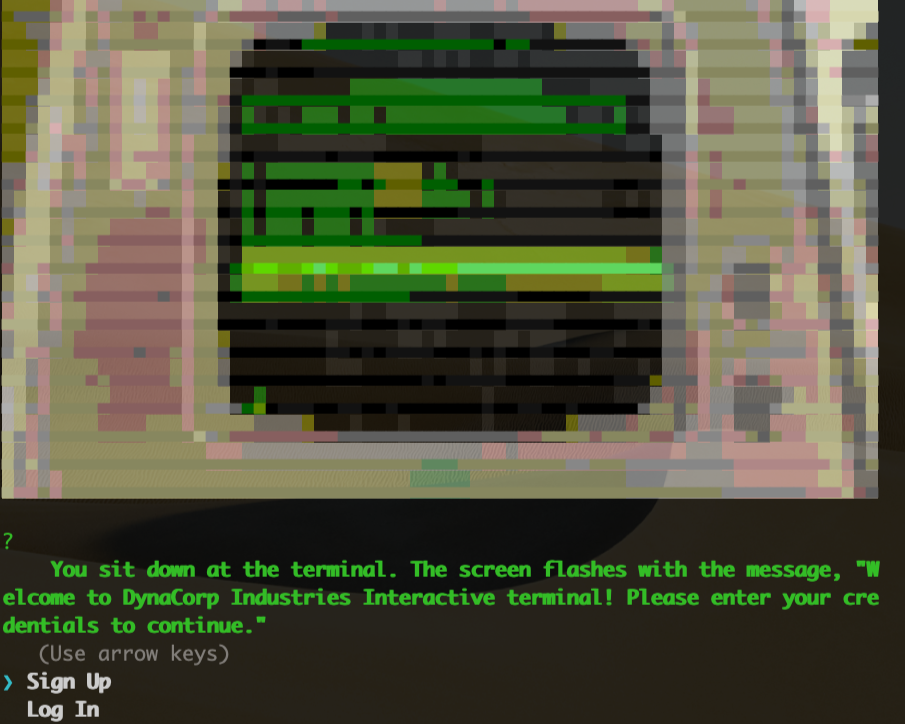 ?
You sit down at the terminal. The screen flashes with the message, "W
elcome to DynaCorp Industries Interactive terminal! Please enter your cre
dentials to continue."
(Use arrow keys)
❯ Sign Up
Log In